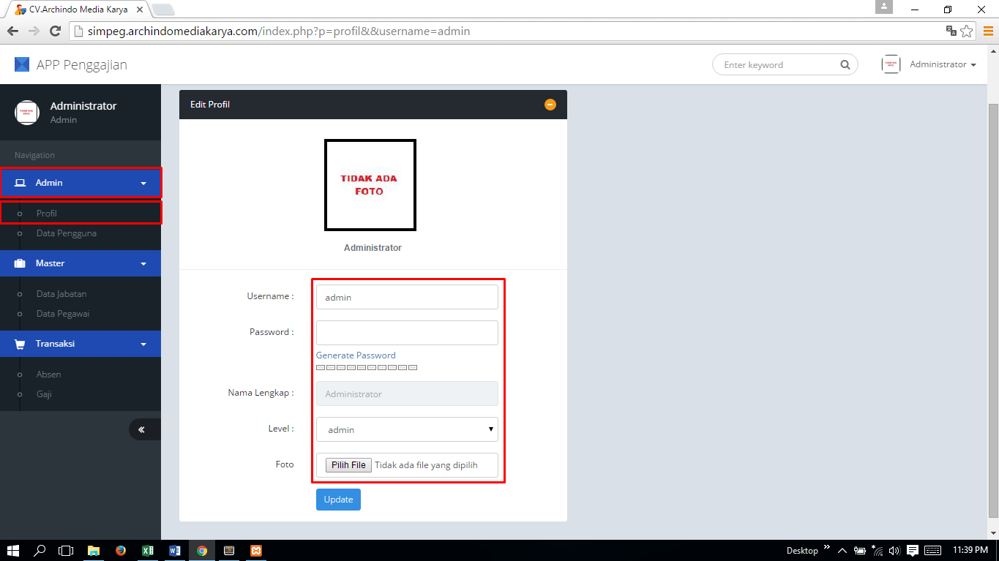 CV.Archindo Media Karya
simpeg.archindomediakarya.com/index.php?p=profil&&username=admin
APP Penggajian
Enter keyword
Administrator
Administrator
Admin
Navigation
Admin
Profil
Data Pengguna
Master
Data Jabatan
Data Pegawai
Transaksi
Absen
Gaji
Edit Profil
TIDAK ADA
FOTO
Administrator
Username :
admin
Password :
Generate Password
Nama Lengkap :
Administrator
Level :
admin
Foto
Pilih File Tidak ada file yang dipilih
Update
Desktop
11:39 PM